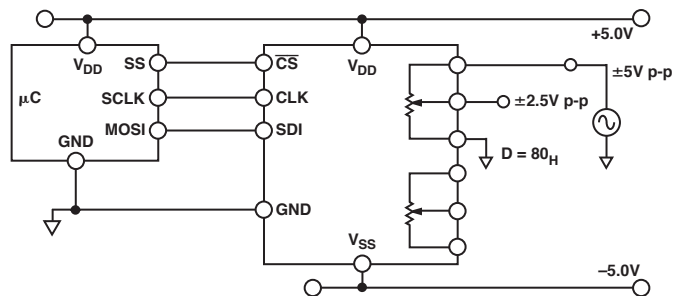 +5.0V
V_DD
SS
CS̅
V_DD
±5V p-p
µC
SCLK
CLK
±2.5V p-p
MOSI
SDI
GND
D = 80_H
GND
V_SS
–5.0V